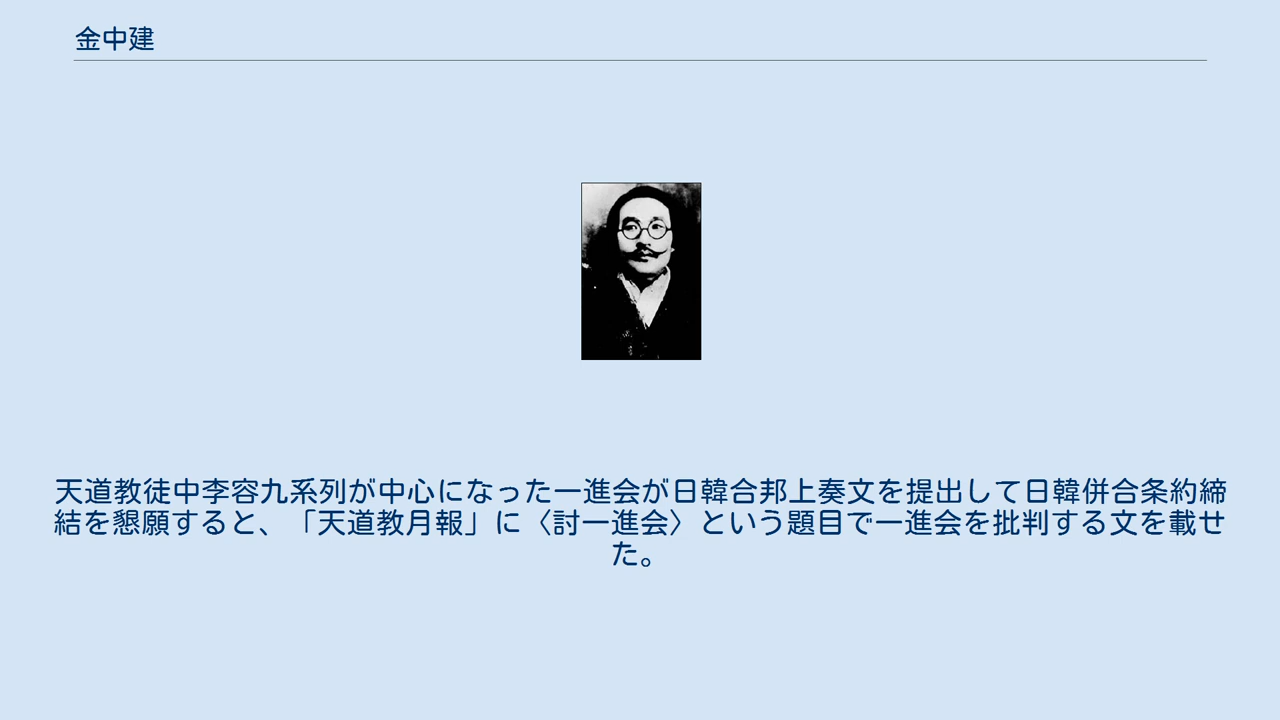 金中建
天道教徒中李容九系列が中心になった一進会が日韓合邦上奏文を提出して日韓併合条約締
結を懇願すると、「天道教月報」に〈討一進会〉という題目で一進会を批判する文を載せ
た。